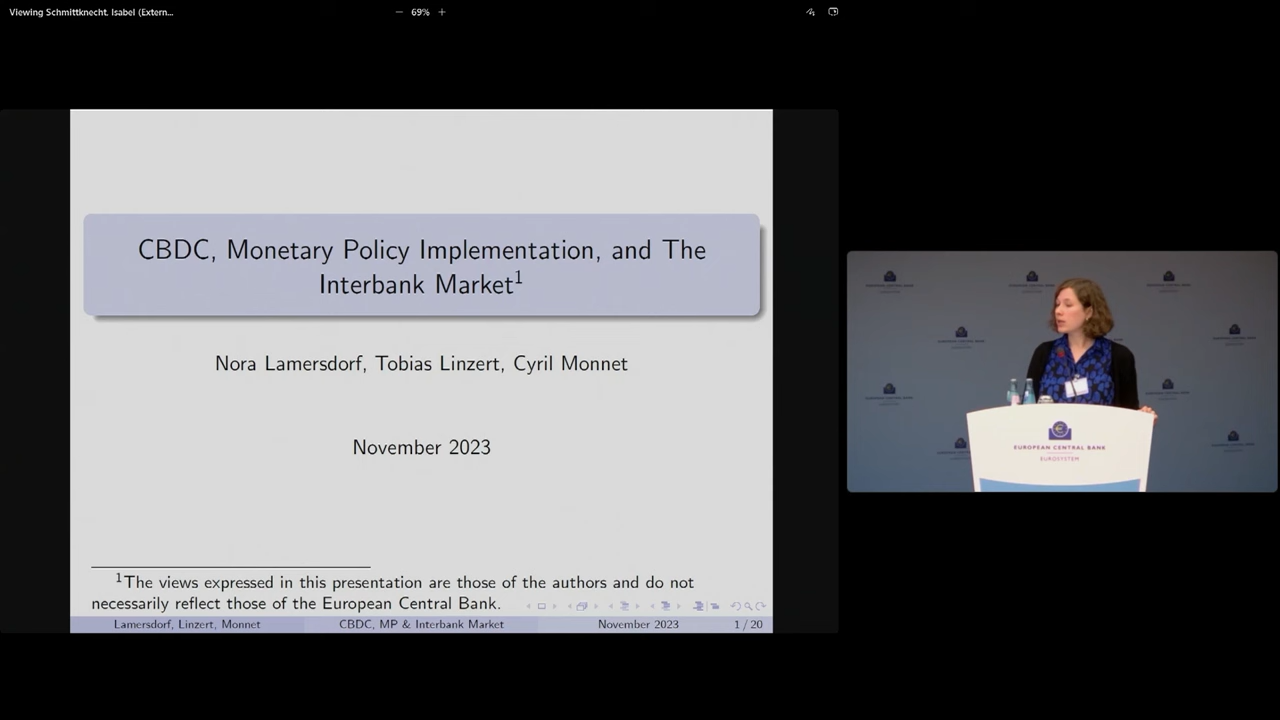 Viewing Schmittknecht, Isabel (Extern...
69%
CBDC, Monetary Policy Implementation, and The
Interbank Market1
Nora Lamersdorf, Tobias Linzert, Cyril Monnet
November 2023
1The views expressed in this presentation are those of the authors and do not
necessarily reflect those of the European Central Bank.
Lamersdorf, Linzert, Monnet
CBDC, MP & Interbank Market
November 2023
1 / 20
EUROPEAN CENTRAL BANK
EUROSYSTEM